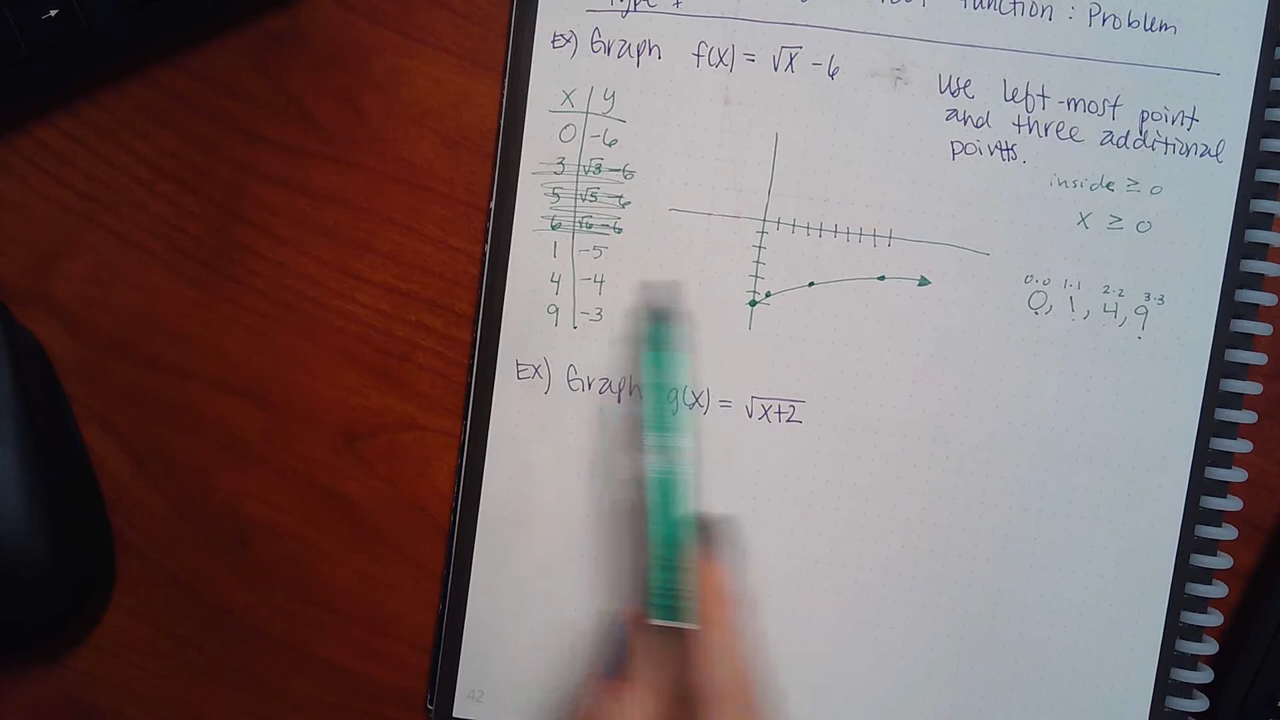 Function : Problem
EX) Graph f(x) = √x - 6
Use left-most point
and three additional
points.
inside ≥ 0
x ≥ 0
x y
0 -6
3 √3 - 6
5 √5 - 6
6 √6 - 6
1 -5
4 -4
9 -3
0·0 1·1 2·2 3·3
0, 1, 4, 9
EX) Graph g(x) = √x+2
42